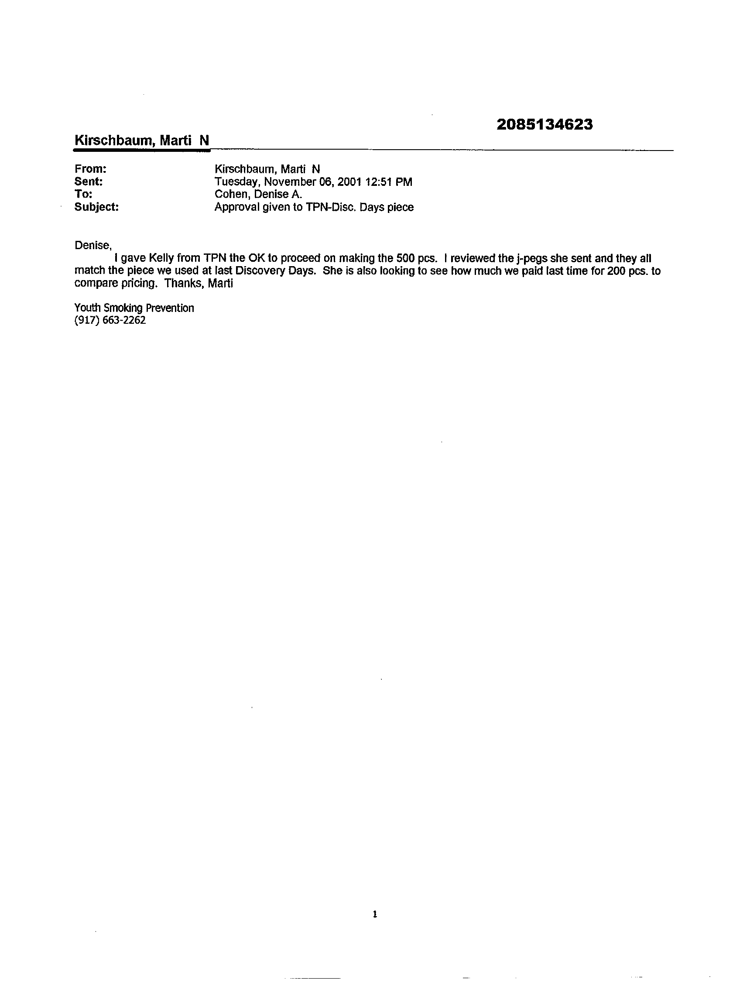 2085134623
Kirschbaum, Marti N
From: Kirschbaum, Marti N
Sent: Tuesday, November 06, 2001 12:51 PM
To: Cohen, Denise A.
Subject: Approval given to TPN-Disc. Days piece
Denise,
I gave Kelly from TPN the OK to proceed on making the 500 pcs. I reviewed the j-pegs she sent and they all
match the piece we used at last Discovery Days. She is also looking to see how much we paid last time for 200 pcs. to
compare pricing. Thanks, Marti
Youth Smoking Prevention
(917) 663-2262
1